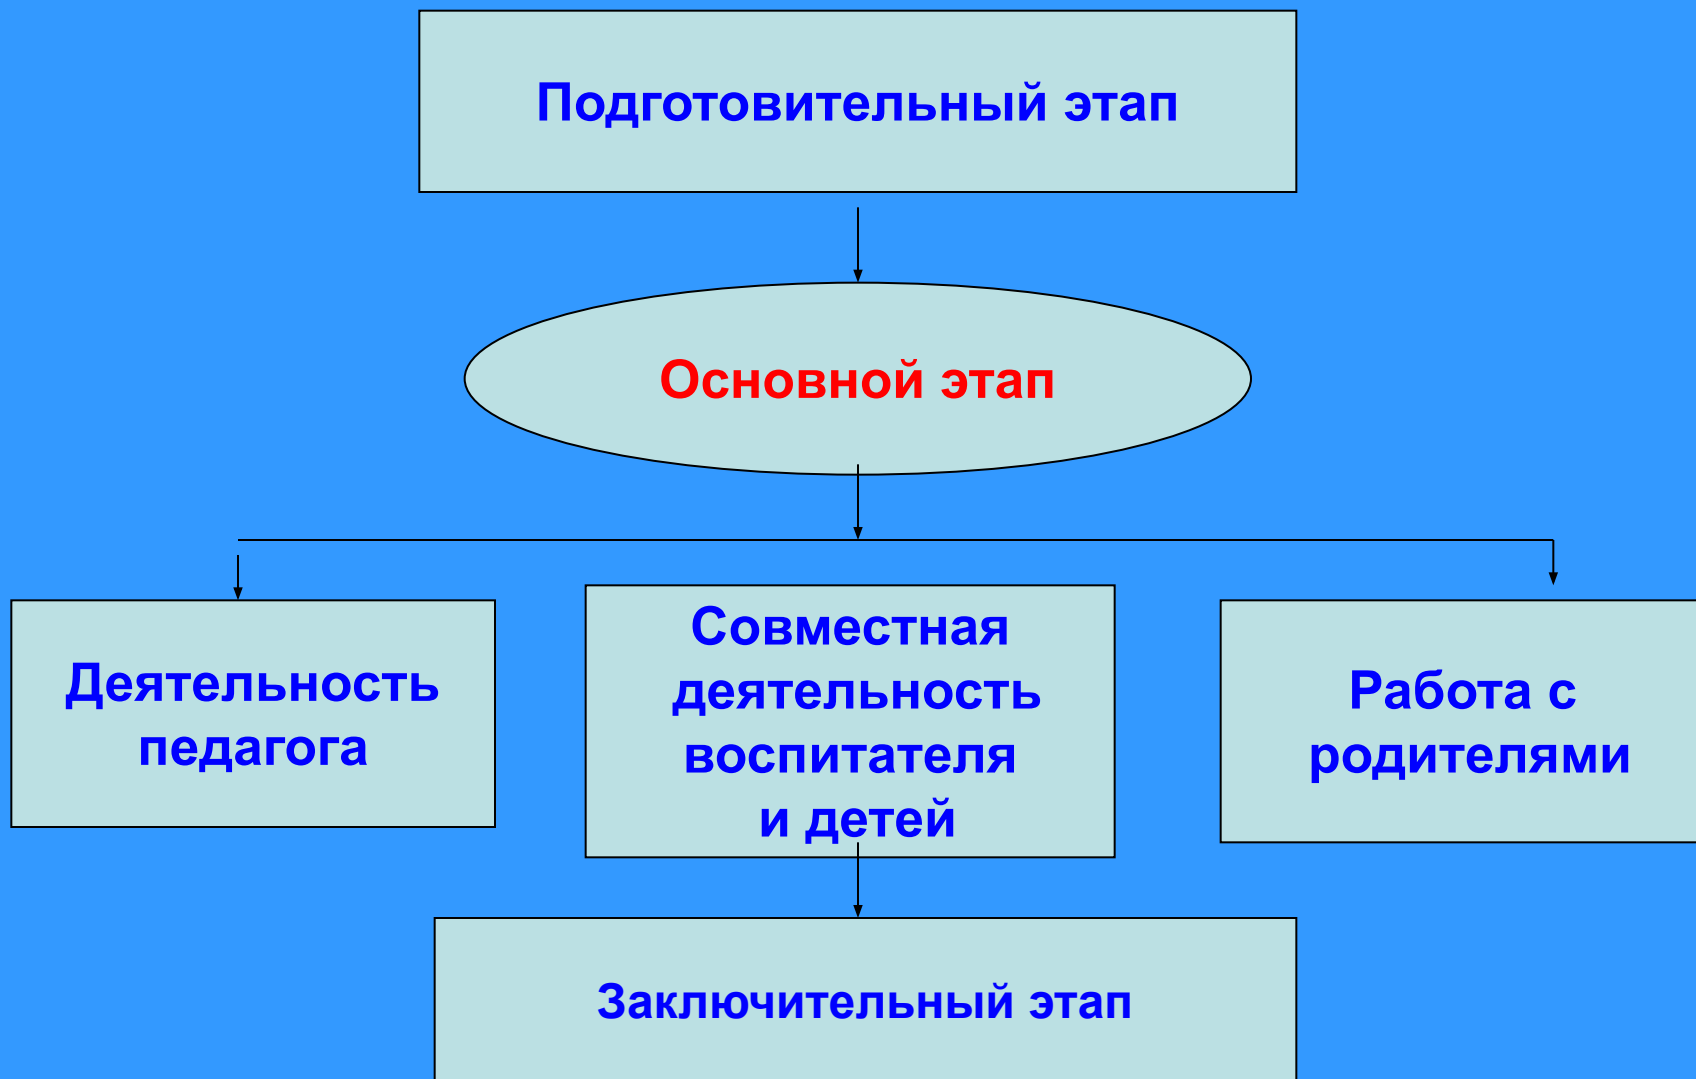 Подготовительный этап
Основной этап
Деятельность
педагога
Совместная
деятельность
воспитателя
и детей
Работа с
родителями
Заключительный этап